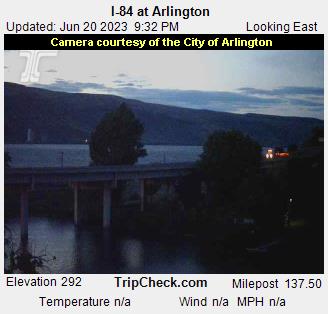 I-84 at Arlington
Updated: Jun 20 2023 9:32 PM Looking East
Camera courtesy of the City of Arlington
Elevation 292 TripCheck.com Milepost 137.50
Temperature n/a Wind n/a MPH n/a